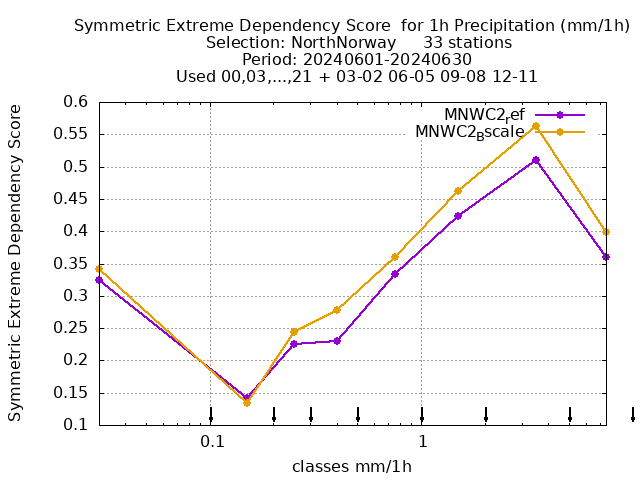 Symmetric Extreme Dependency Score  for 1h Precipitation (mm/1h)
Selection: NorthNorway     33 stations
Period: 20240601-20240630
Used 00,03,...,21 + 03-02 06-05 09-08 12-11
MNWC2ref
MNWC2Bscale
Symmetric Extreme Dependency Score
0.6
0.55
0.5
0.45
0.4
0.35
0.3
0.25
0.2
0.15
0.1
0.1 1
classes mm/1h